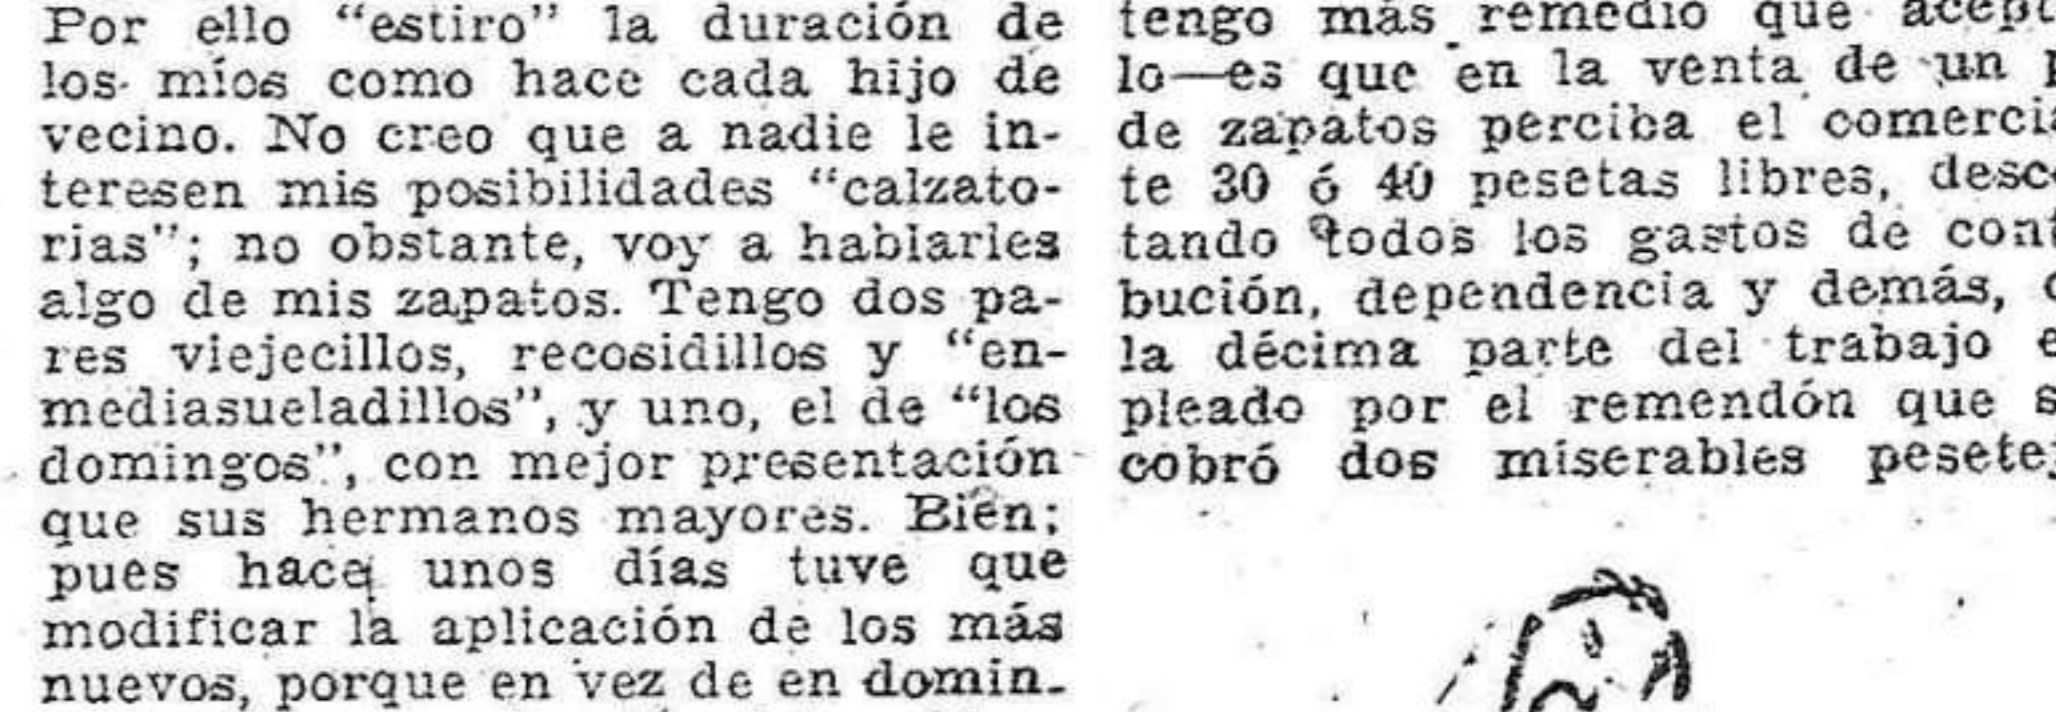 Por ello “estiro” la duración de
los míos como hace cada hijo de
vecino. No creo que a nadie le in-
teresen mis posibilidades “calzato-
rias”; no obstante, voy a hablarles
algo de mis zapatos. Tengo dos pa-
res viejecillos, recosidillos y “en-
mediasueladillos”, y uno, el de “los
domingos”, con mejor presentación
que sus hermanos mayores. Bien;
pues hace unos días tuve que
modificar la aplicación de los más
nuevos, porque en vez de en domin-
tengo más remedio que
lo—es que en la venta de un
de zapatos perciba el
te 30 ó 40 pesetas libres,
tando todos los gastos de
bución, dependencia y demás,
la décima parte del trabajo
pleado por el remendón que
cobró dos miserables